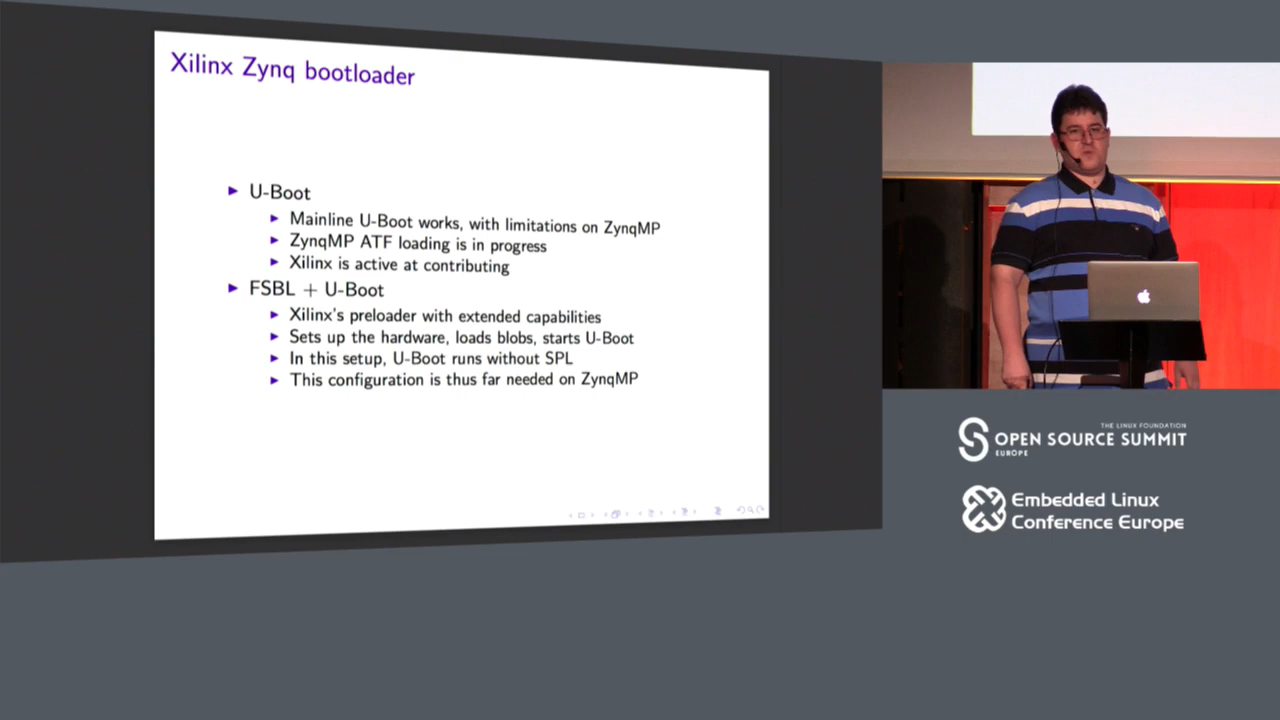 Xilinx Zynq bootloader
U-Boot
Mainline U-Boot works, with limitations on ZynqMP
ZynqMP ATF loading is in progress
Xilinx is active at contributing
FSBL + U-Boot
Xilinx's preloader with extended capabilities
Sets up the hardware, loads blobs, starts U-Boot
In this setup, U-Boot runs without SPL
This configuration is thus far needed on ZynqMP
THE LINUX FOUNDATION
OPEN SOURCE SUMMIT
EUROPE
Embedded Linux
Conference Europe